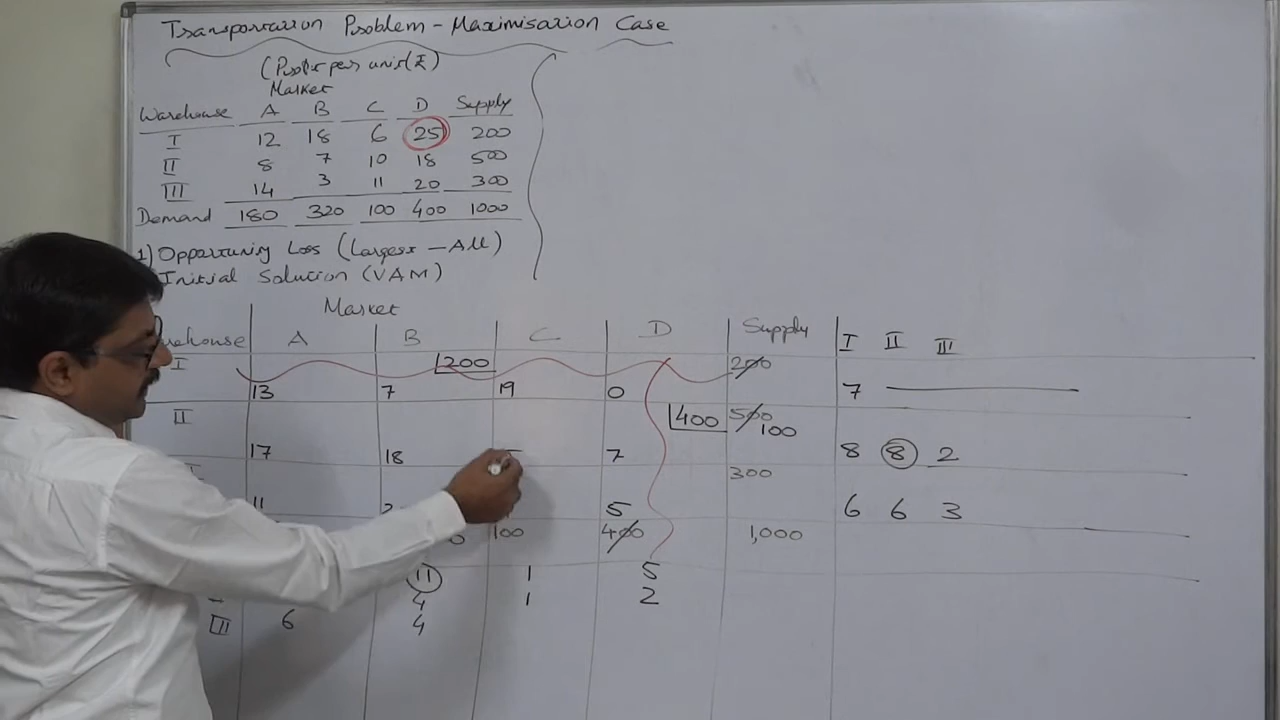 Transportation Problem - Maximisation Case
(Profit per unit (₹)
Market
Warehouse A B C D Supply
I 12 18 6 25 200
II 8 7 10 18 500
III 14 3 11 20 300
Demand 180 320 100 400 1000
1) Opportunity Loss (Largest - All)
Initial Solution (VAM)
Market
A B C D Supply I II III
I 200 200
13 7 19 0 7
II 400 500
100
17 18 7 8 8 2
300
11 5 6 6 3
100 400 1,000
11 1 5
4 1 2
III 6 4